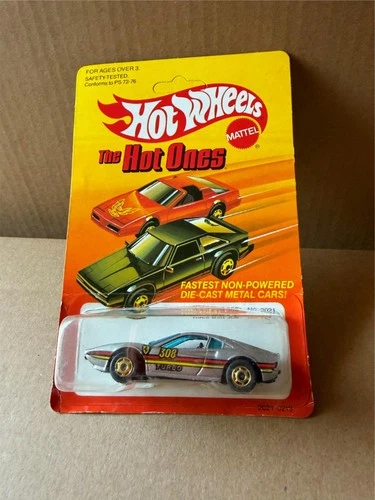 FOR AGES OVER 3.
SAFETY-TESTED.
Conforms to PS 72-76
HOT WHEELS
MATTEL
®
The Hot Ones
FASTEST NON-POWERED
DIE-CAST METAL CARS!
308
TURBO